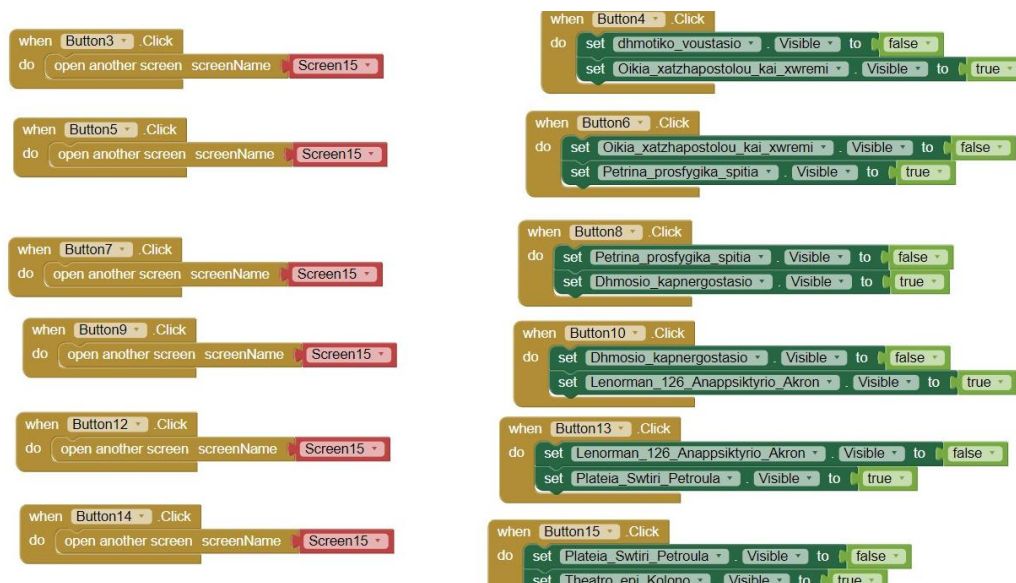 when Button3 .Click
do open another screen screenName Screen15
when Button5 .Click
do open another screen screenName Screen15
when Button7 .Click
do open another screen screenName Screen15
when Button9 .Click
do open another screen screenName Screen15
when Button12 .Click
do open another screen screenName Screen15
when Button14 .Click
do open another screen screenName Screen15
when Button4 .Click
do set dhmotiko_voustasio . Visible to false
set Oikia_xatzhapostolou_kai_xwremi . Visible to true
when Button6 .Click
do set Oikia_xatzhapostolou_kai_xwremi . Visible to false
set Petrina_prosfygika_spitia . Visible to true
when Button8 .Click
do set Petrina_prosfygika_spitia . Visible to false
set Dhmosio_kapnergostasio . Visible to true
when Button10 .Click
do set Dhmosio_kapnergostasio . Visible to false
set Lenorman_126_Anappsiktyrio_Akron . Visible to true
when Button13 .Click
do set Lenorman_126_Anappsiktyrio_Akron . Visible to false
set Plateia_Swtiri_Petroula . Visible to true
when Button15 .Click
do set Plateia_Swtiri_Petroula . Visible to false
set Theatro_epi_Kolono . Visible to true